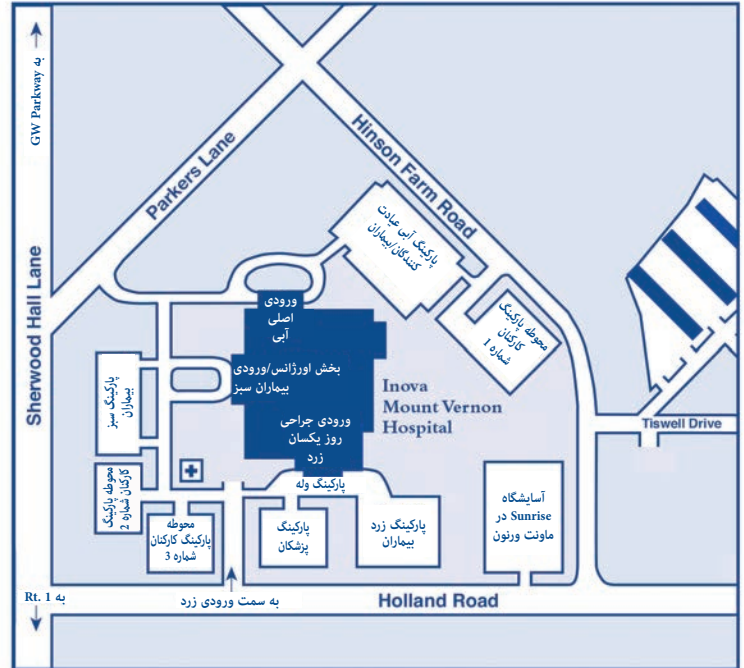 به GW Parkway
Sherwood Hall Lane
Parkers Lane
Hinson Farm Road
پارکینگ آبی عیادت
کنندگان/بیماران
محوطه پارکینگ
کارکنان
شماره 1
ورودی
اصلی
آبی
بخش اورژانس/ورودی
بیماران سبز
ورودی جراحی
روز یکسان
زرد
Inova
Mount Vernon
Hospital
پارکینگ سبز
بیماران
Tiswell Drive
محوطه پارکینگ
کارکنان شماره 2
پارکینگ وله
محوطه
پارکینگ کارکنان
شماره 3
پارکینگ
پزشکان
پارکینگ زرد
بیماران
آسایشگاه
Sunrise در
ماونت ورنون
به Rt. 1
به سمت ورودی زرد
Holland Road